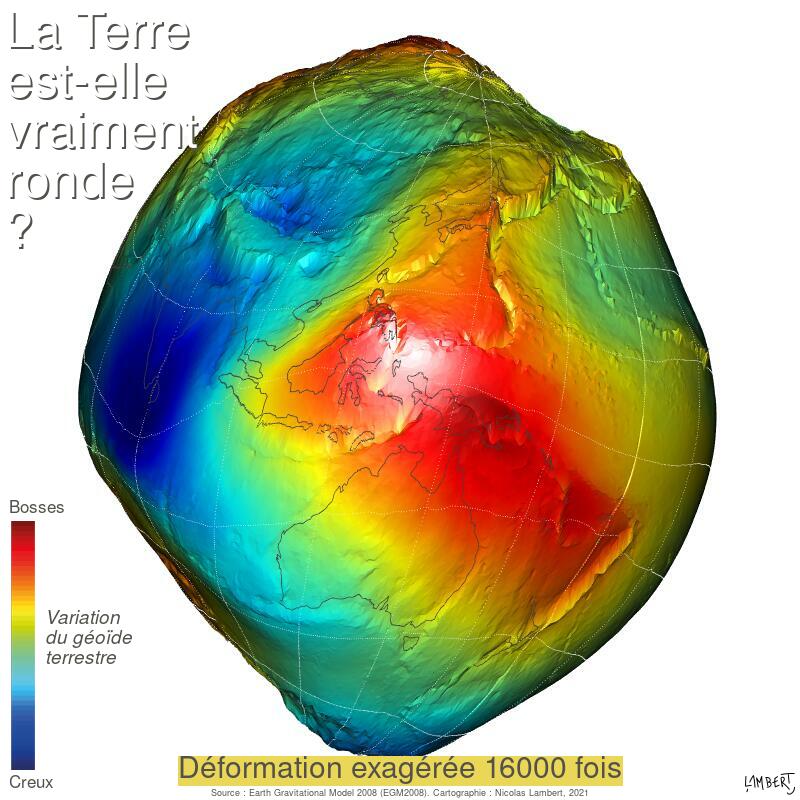 La Terre
est-elle
vraiment
ronde
?
Bosses
Variation
du géoïde
terrestre
Creux
Déformation exagérée 16000 fois
Source : Earth Gravitational Model 2008 (EGM2008). Cartographie : Nicolas Lambert, 2021
LAMBERT